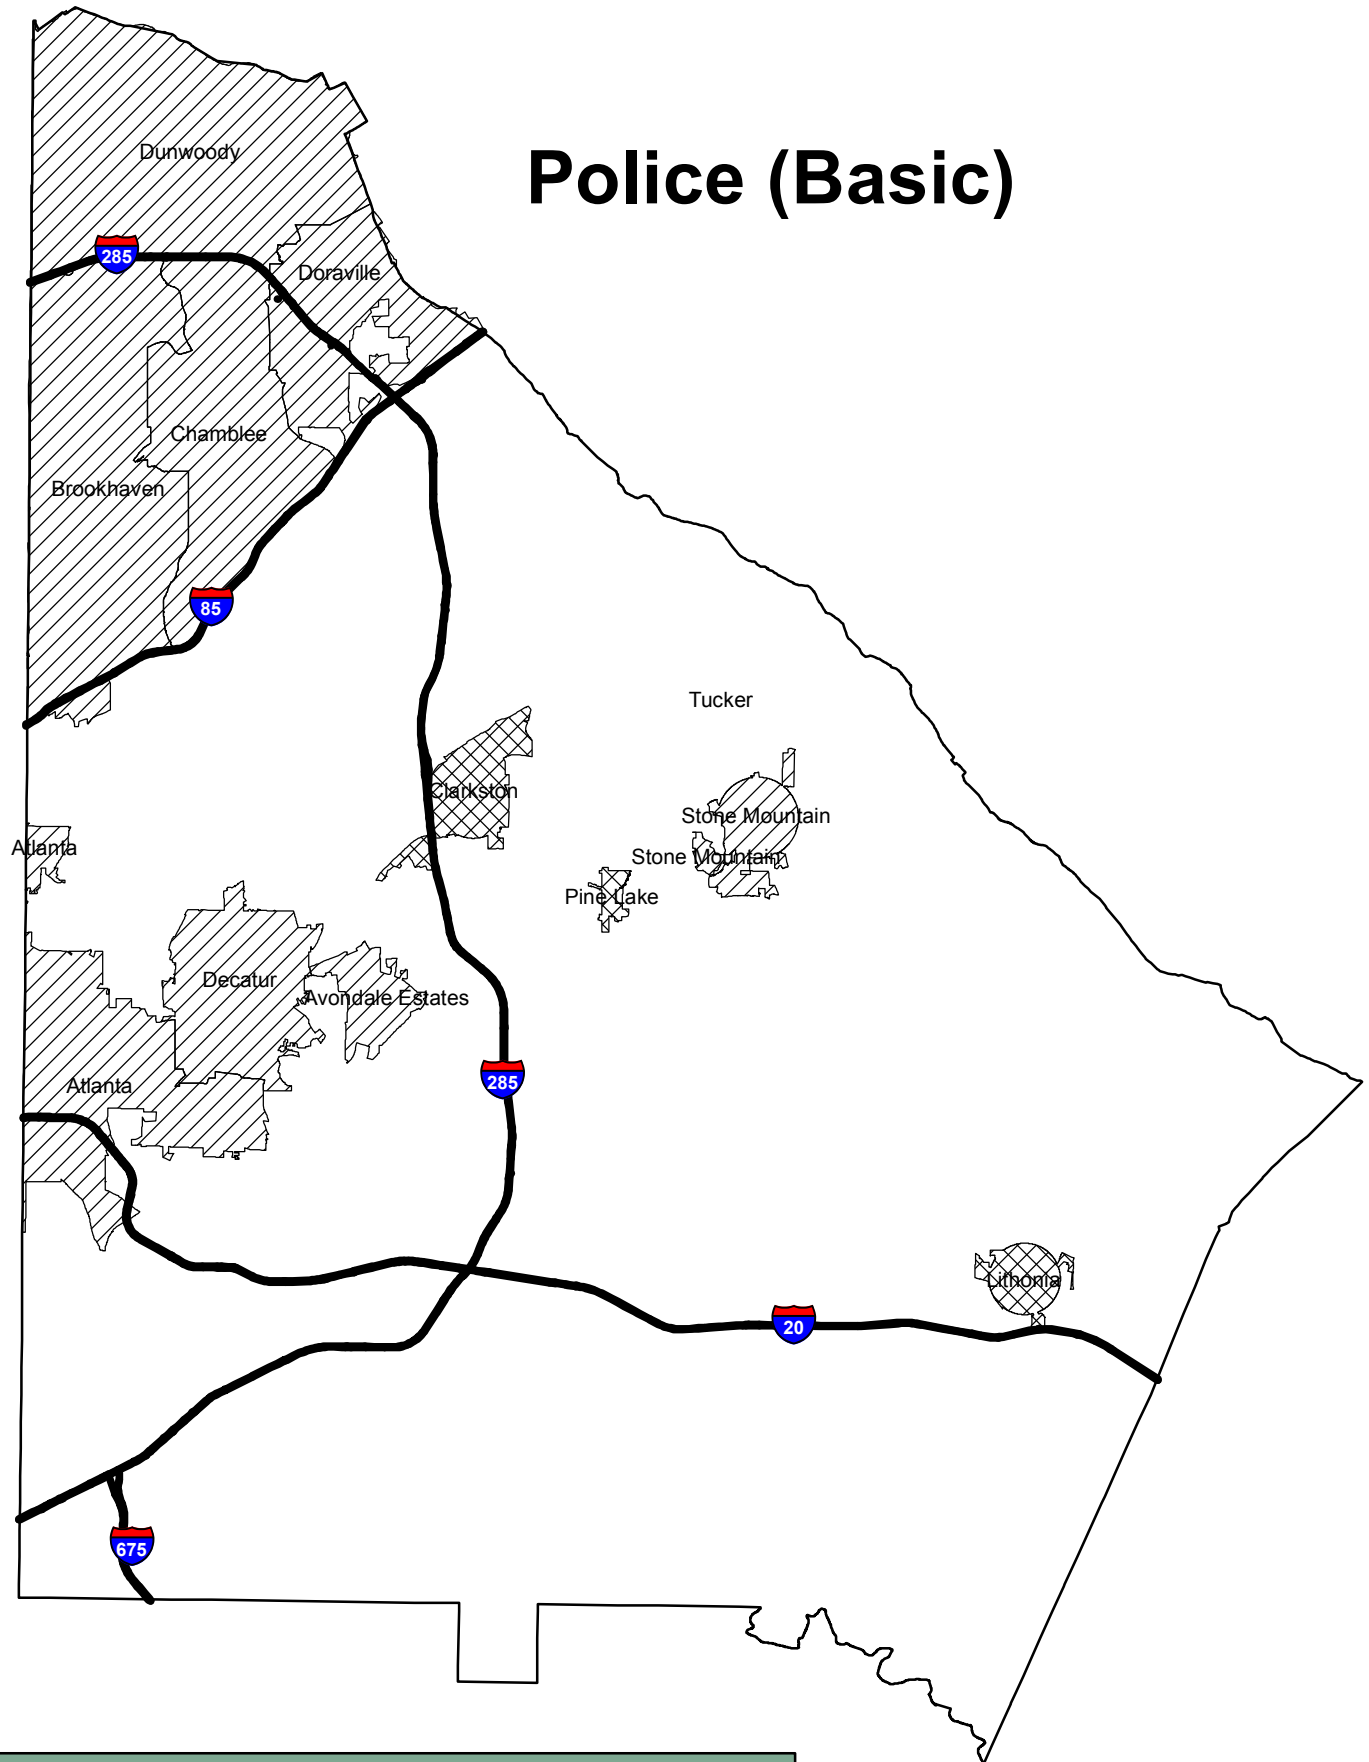 Police (Basic)
Dunwoody
285
Doraville
Chamblee
Brookhaven
85
Tucker
Clarkston
Stone Mountain
Atlanta
Stone Mountain
Pine Lake
Decatur
Avondale Estates
285
Atlanta
Lithonia
20
675